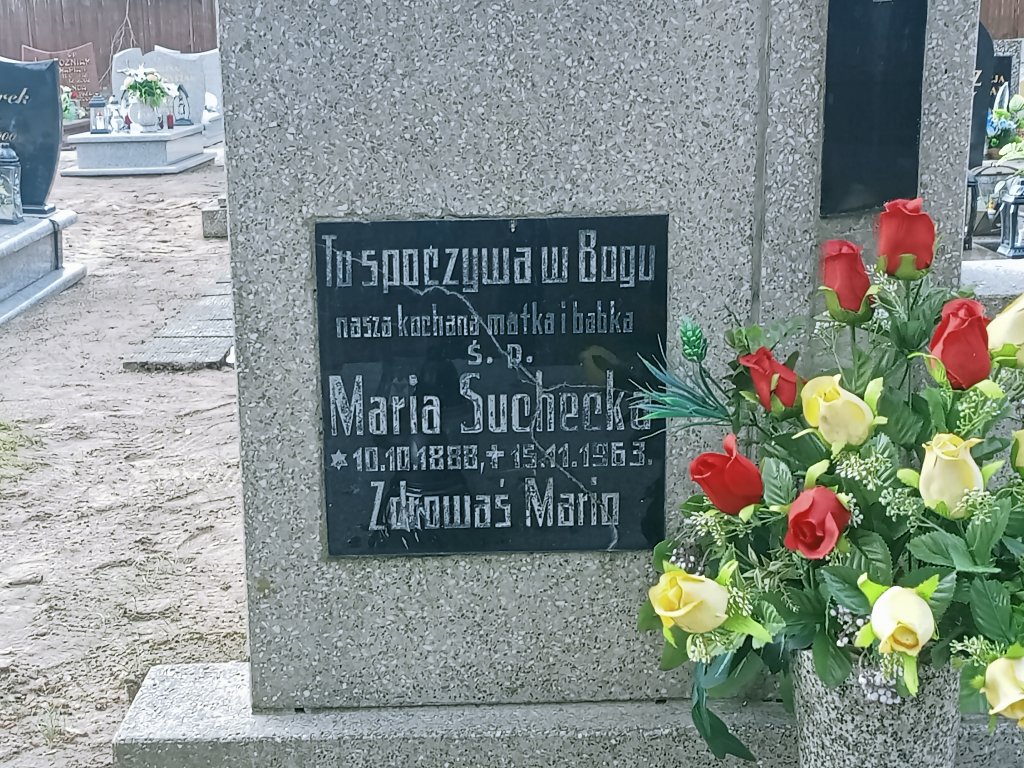 Tu spoczywa w Bogu
nasza kochana matka i babka
ś. p.
Maria Suchecka
* 10.10.1888, + 15.11.1963.
Zdrowaś Mario